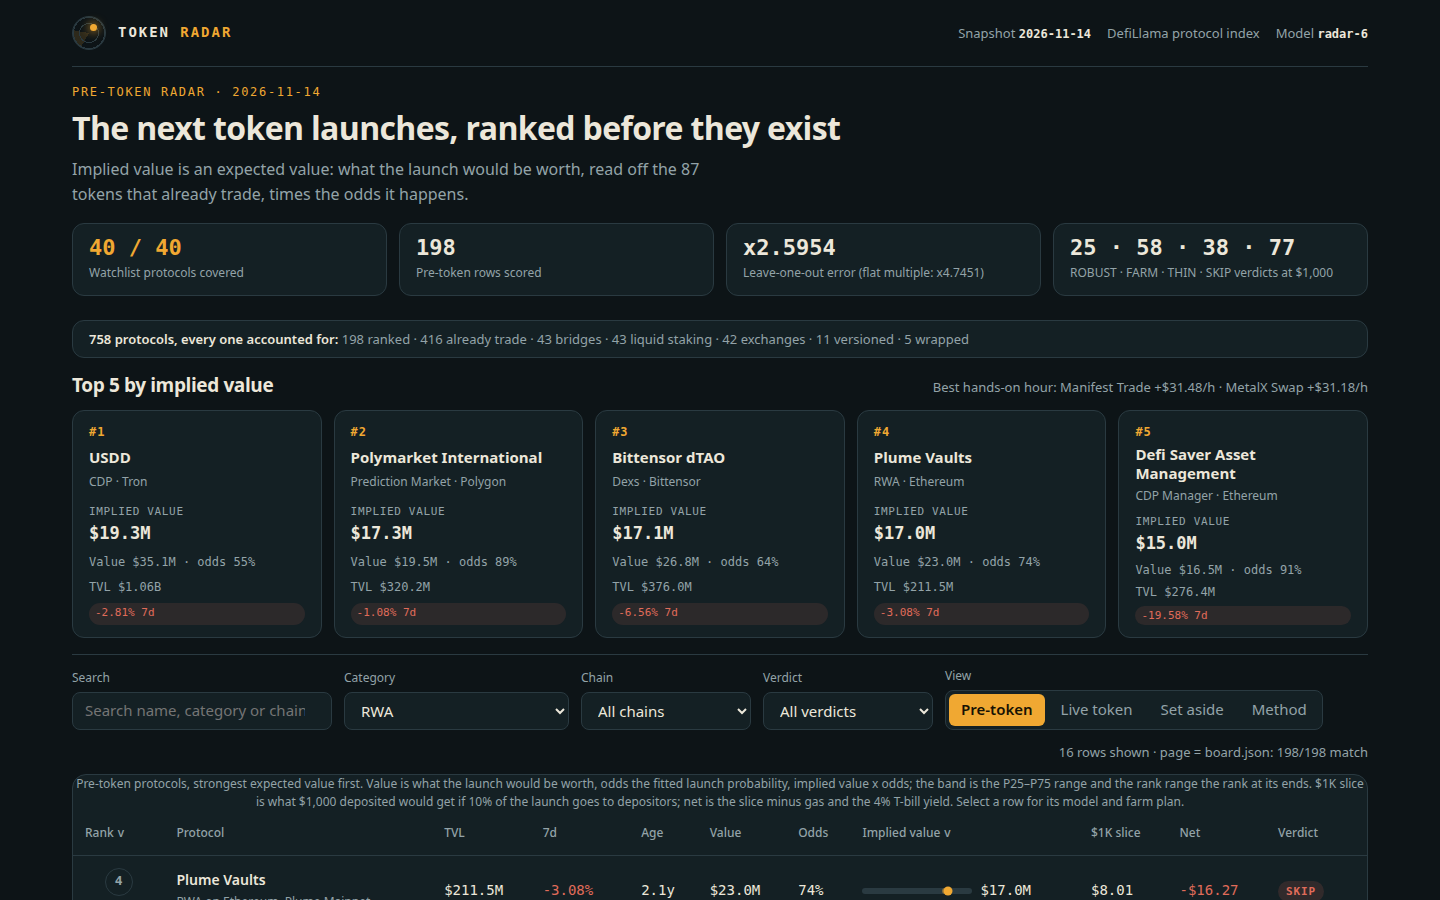 TOKEN RADAR
Snapshot 2026-11-14 DefiLlama protocol index Model radar-6
PRE-TOKEN RADAR · 2026-11-14
The next token launches, ranked before they exist
Implied value is an expected value: what the launch would be worth, read off the 87
tokens that already trade, times the odds it happens.
40 / 40
Watchlist protocols covered
198
Pre-token rows scored
x2.5954
Leave-one-out error (flat multiple: x4.7451)
25 · 58 · 38 · 77
ROBUST · FARM · THIN · SKIP verdicts at $1,000
758 protocols, every one accounted for: 198 ranked · 416 already trade · 43 bridges · 43 liquid staking · 42 exchanges · 11 versioned · 5 wrapped
Top 5 by implied value
Best hands-on hour: Manifest Trade +$31.48/h · MetalX Swap +$31.18/h
#1
USDD
CDP · Tron
IMPLIED VALUE
$19.3M
Value $35.1M · odds 55%
TVL $1.06B
-2.81% 7d
#2
Polymarket International
Prediction Market · Polygon
IMPLIED VALUE
$17.3M
Value $19.5M · odds 89%
TVL $320.2M
-1.08% 7d
#3
Bittensor dTAO
Dexs · Bittensor
IMPLIED VALUE
$17.1M
Value $26.8M · odds 64%
TVL $376.0M
-6.56% 7d
#4
Plume Vaults
RWA · Ethereum
IMPLIED VALUE
$17.0M
Value $23.0M · odds 74%
TVL $211.5M
-3.08% 7d
#5
Defi Saver Asset
Management
CDP Manager · Ethereum
IMPLIED VALUE
$15.0M
Value $16.5M · odds 91%
TVL $276.4M
-19.58% 7d
Search
Search name, category or chain
Category
RWA
Chain
All chains
Verdict
All verdicts
View
Pre-token Live token Set aside Method
16 rows shown · page = board.json: 198/198 match
Pre-token protocols, strongest expected value first. Value is what the launch would be worth, odds the fitted launch probability, implied value x odds; the band is the P25–P75 range and the rank range the rank at its ends. $1K slice
is what $1,000 deposited would get if 10% of the launch goes to depositors; net is the slice minus gas and the 4% T-bill yield. Select a row for its model and farm plan.
Rank v Protocol TVL 7d Age Value Odds Implied value v $1K slice Net Verdict
4 Plume Vaults $211.5M -3.08% 2.1y $23.0M 74% $17.0M $8.01 -$16.27 SKIP